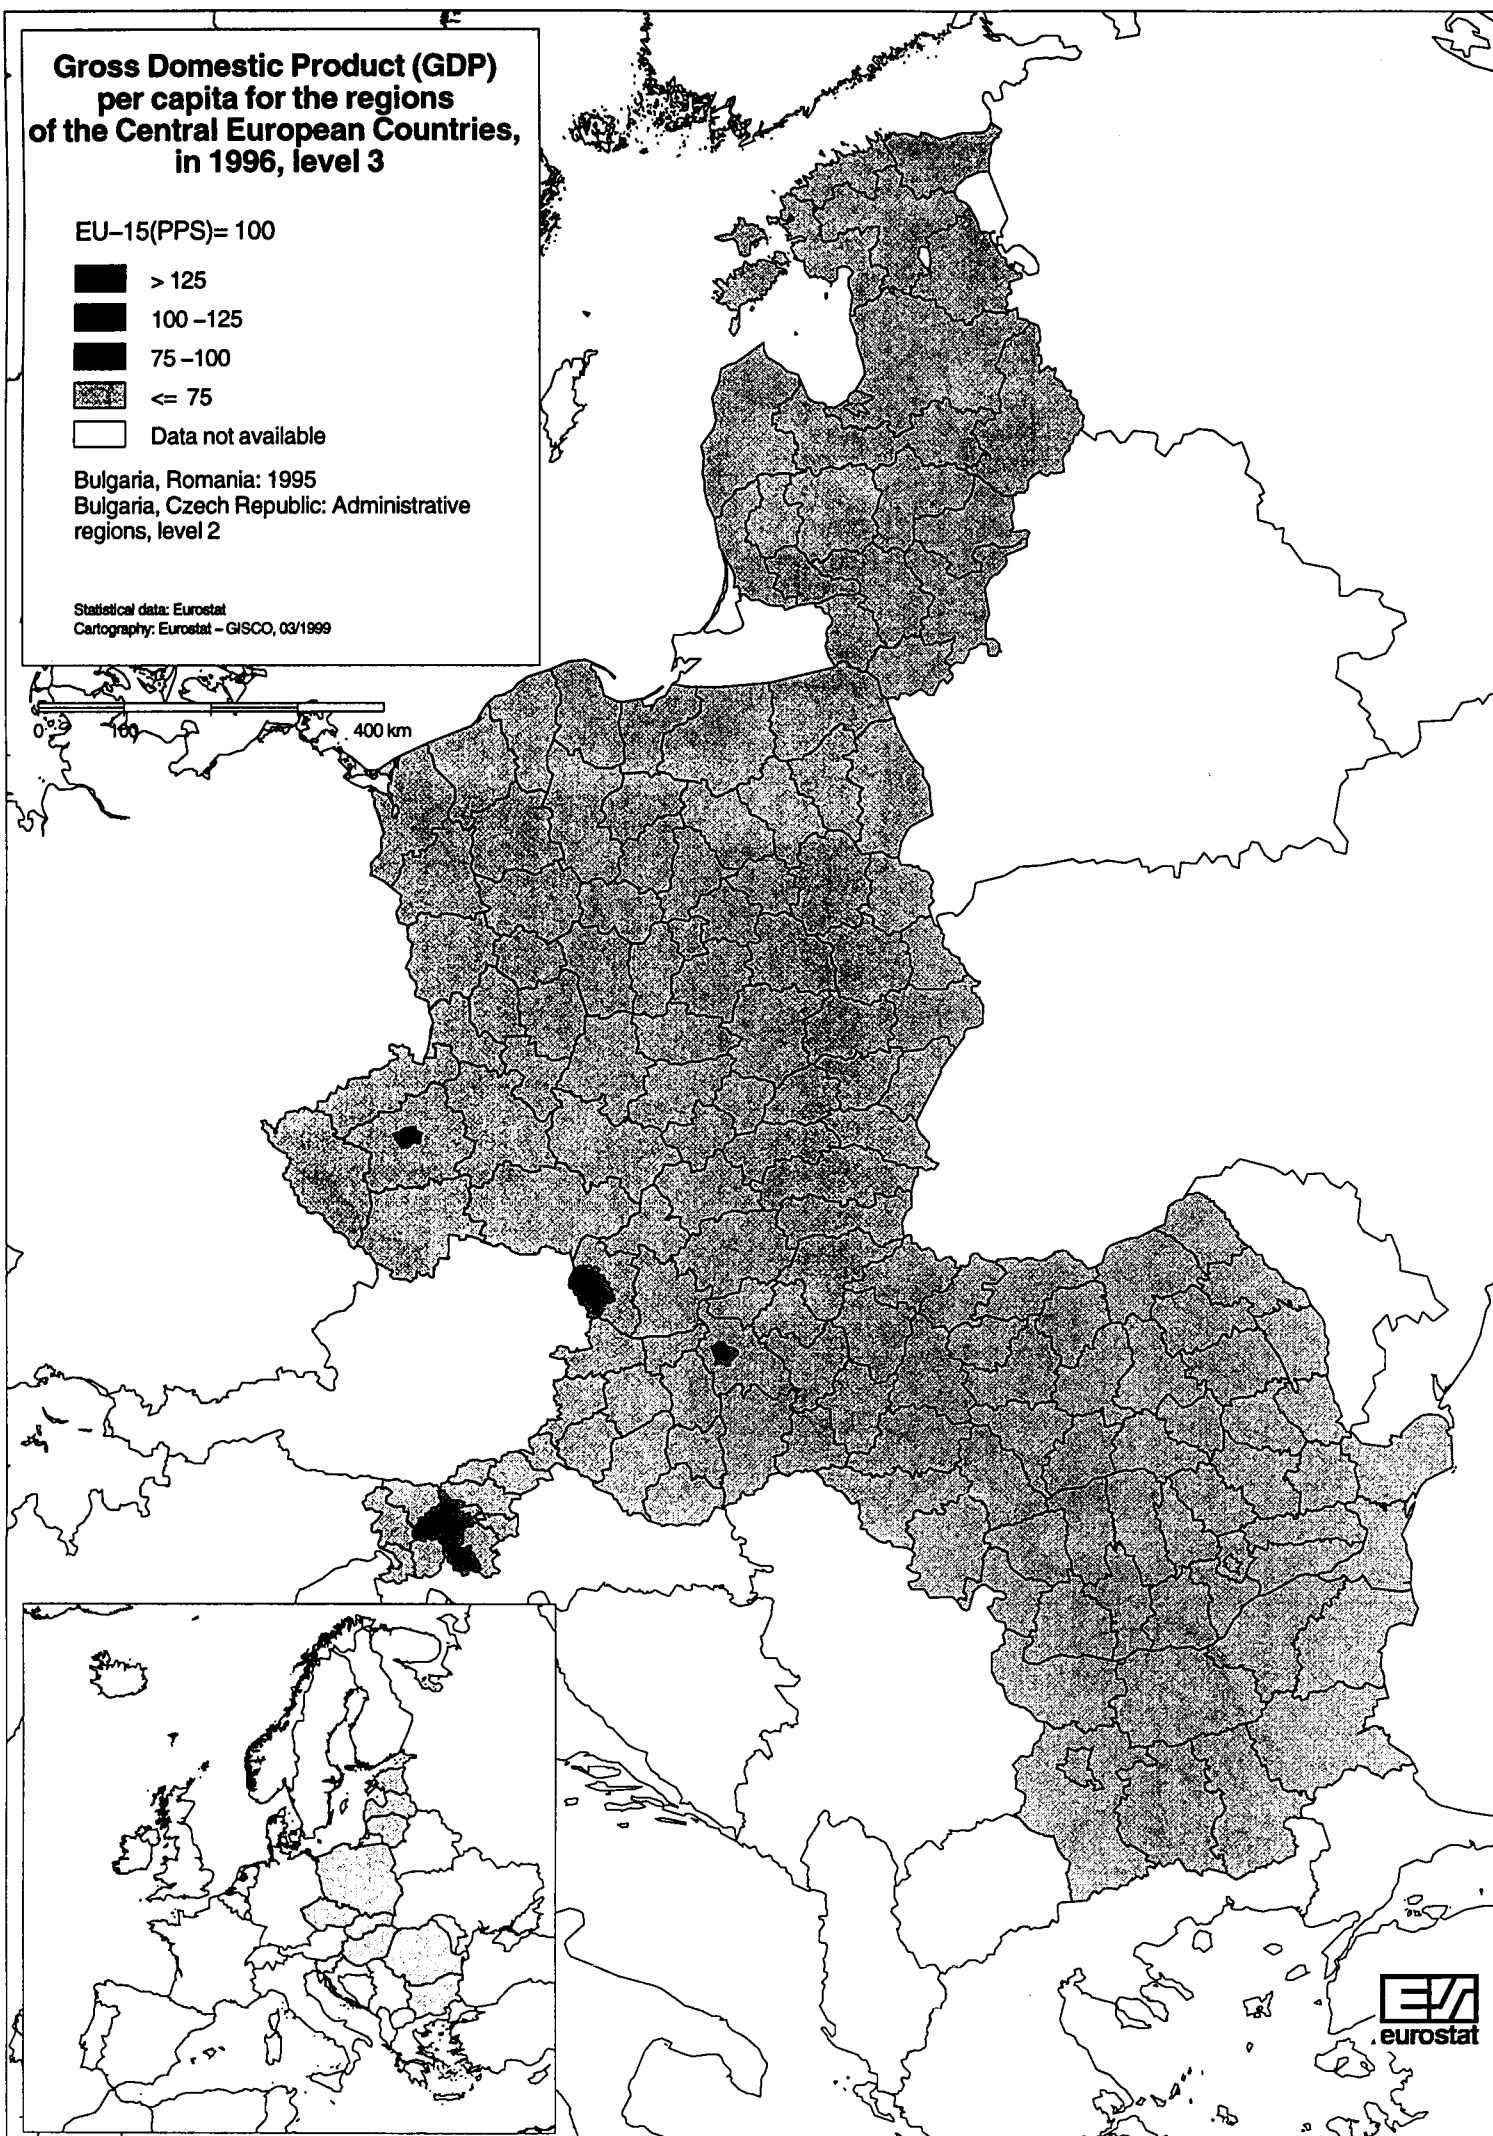 Gross Domestic Product (GDP)
per capita for the regions
of the Central European Countries,
in 1996, level 3
EU–15(PPS)= 100
> 125
100 –125
75 –100
<= 75
Data not available
Bulgaria, Romania: 1995
Bulgaria, Czech Republic: Administrative
regions, level 2
Statistical data: Eurostat
Cartography: Eurostat – GISCO, 03/1999
0 100 400 km
eurostat